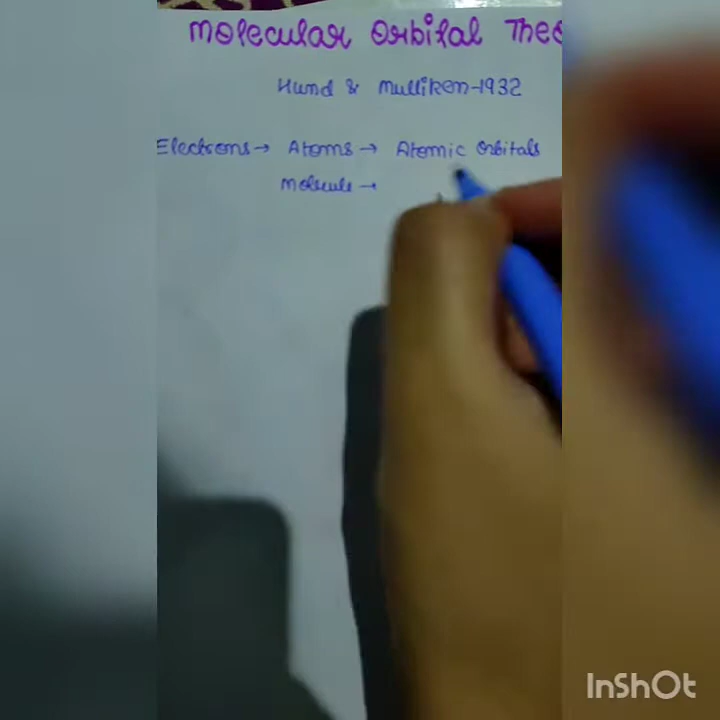 Molecular Orbital Theo
Hund & Mulliken-1932
Electrons → Atoms → Atomic Orbitals
Molecule →
InShOt